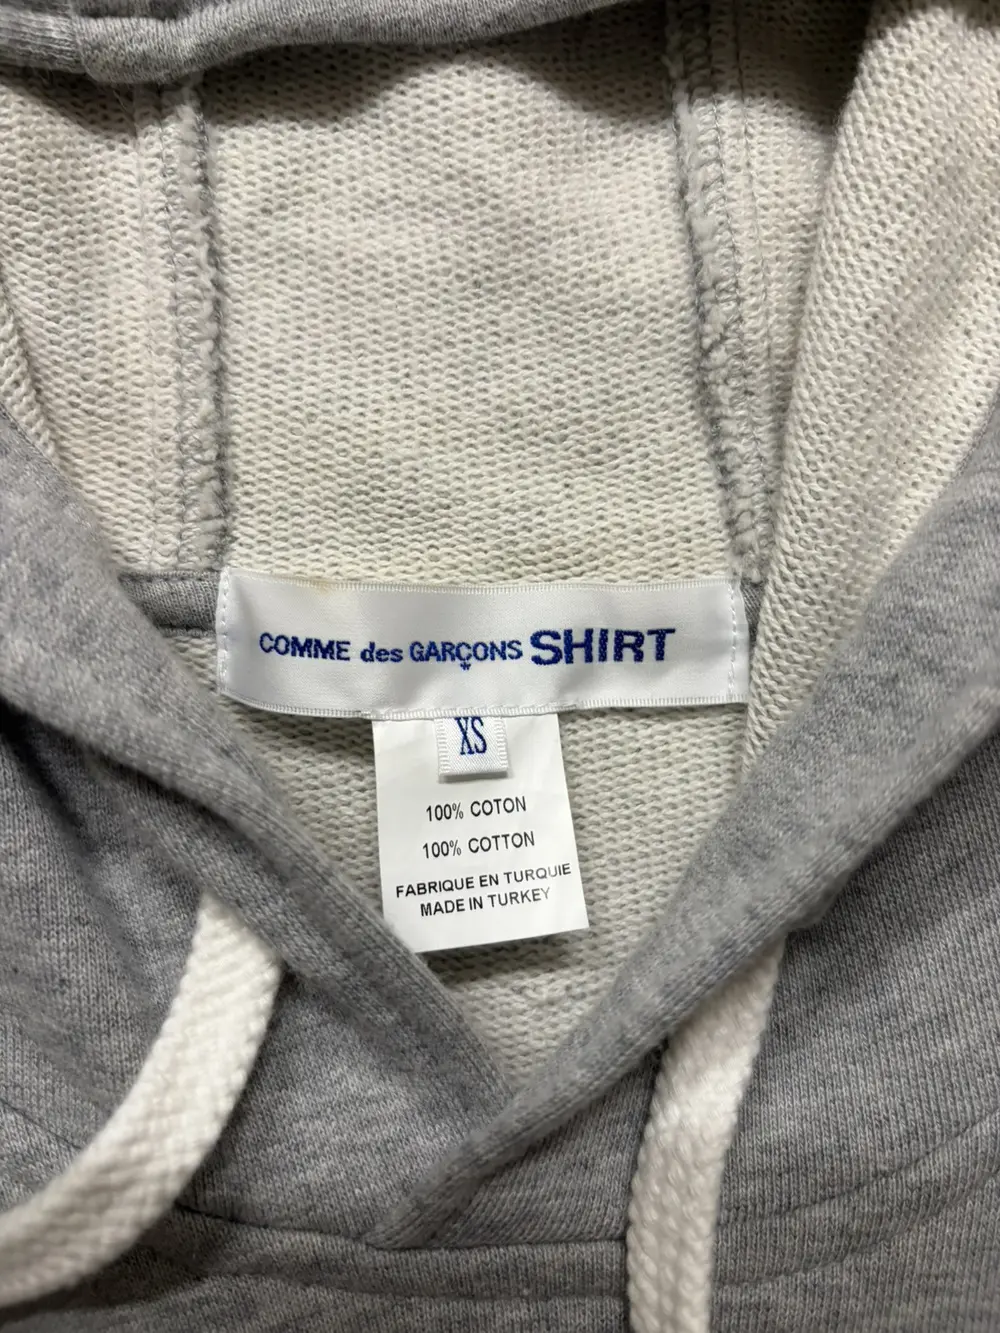 COMME des GARÇONS SHIRT
XS
100% COTON
100% COTTON
FABRIQUE EN TURQUIE
MADE IN TURKEY